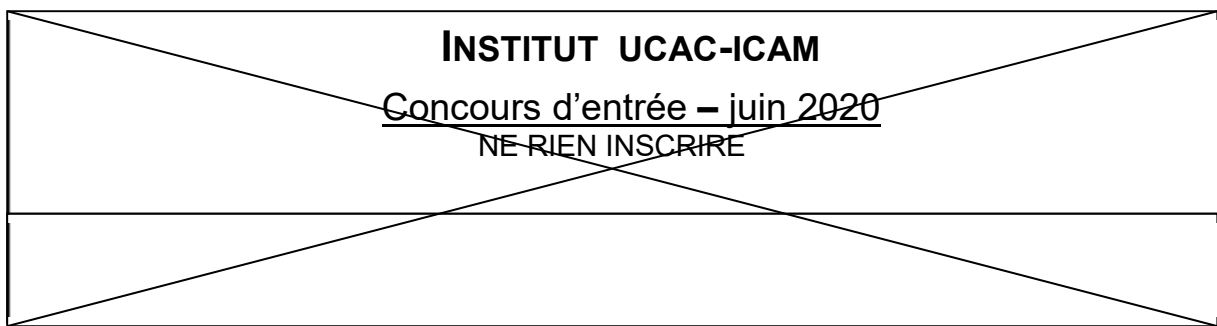 INSTITUT UCAC-ICAM
Concours d'entrée – juin 2020
NE RIEN INSCRIRE